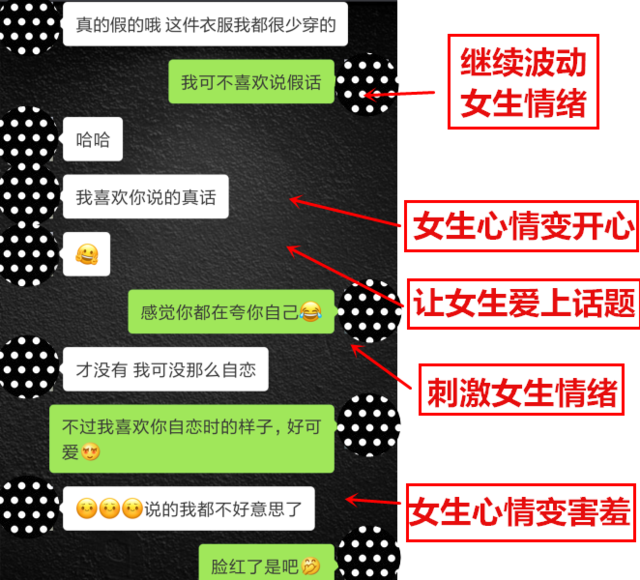 真的假的哦 这件衣服我都很少穿的
我可不喜欢说假话
继续波动
女生情绪
哈哈
我喜欢你说的真话
女生心情变开心
让女生爱上话题
感觉你都在夸你自己😂
才没有 我可没那么自恋
刺激女生情绪
不过我喜欢你自恋时的样子，好可
爱😍
说的我都不好意思了
女生心情变害羞
脸红了是吧